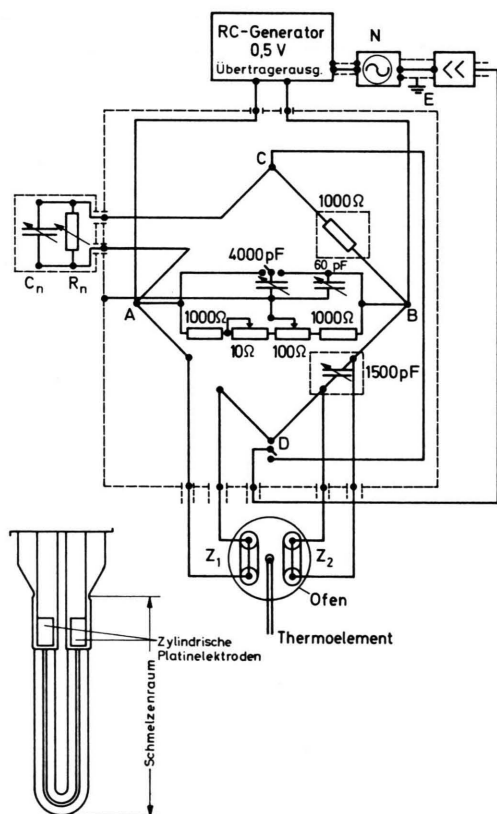 RC-Generator
0,5 V
Übertragerausg.
N
<<
E
C
1000Ω
4000pF
60 pF
Cn
Rn
A
B
1000Ω
1000Ω
10Ω
100Ω
1500pF
D
Z1
Z2
Ofen
Thermoelement
Zylindrische
Platinelektroden
Schmelzenraum